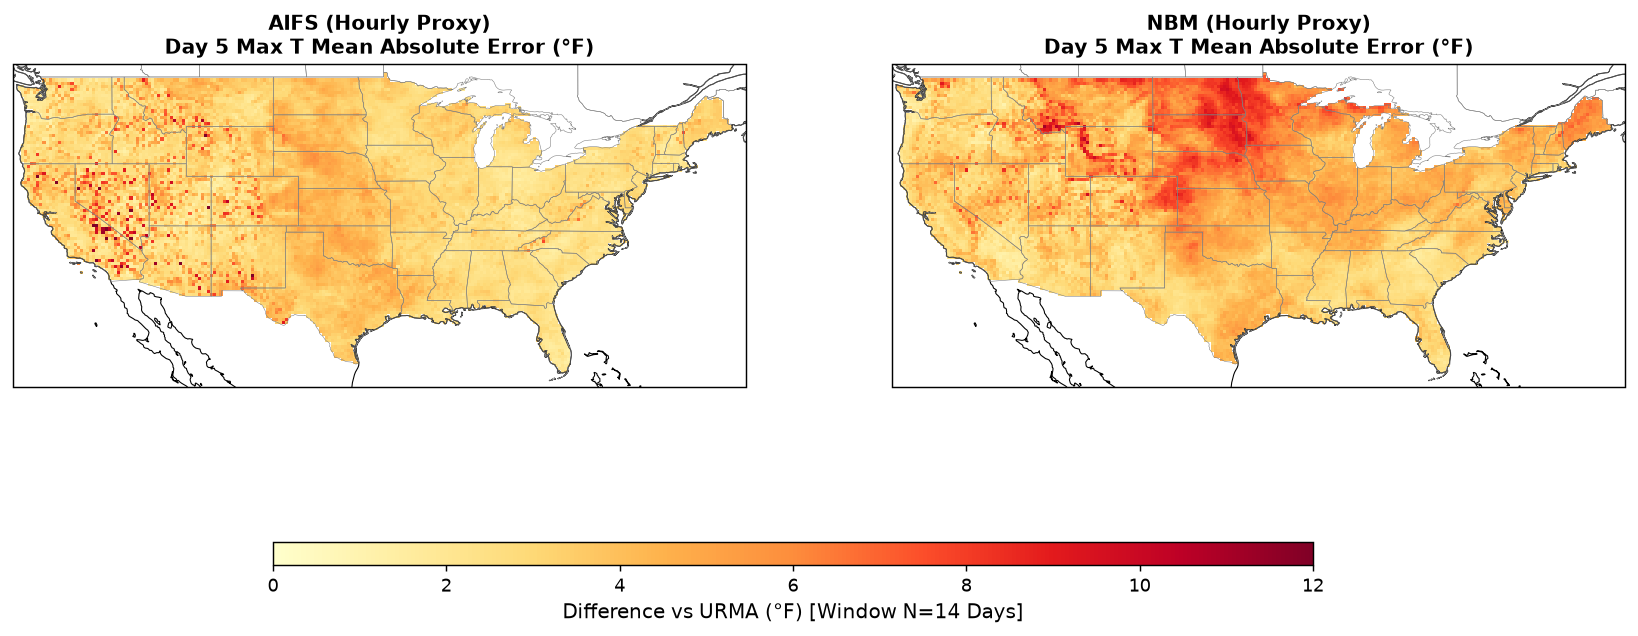 AIFS (Hourly Proxy)
Day 5 Max T Mean Absolute Error (°F)
NBM (Hourly Proxy)
Day 5 Max T Mean Absolute Error (°F)
0 2 4 6 8 10 12
Difference vs URMA (°F) [Window N=14 Days]